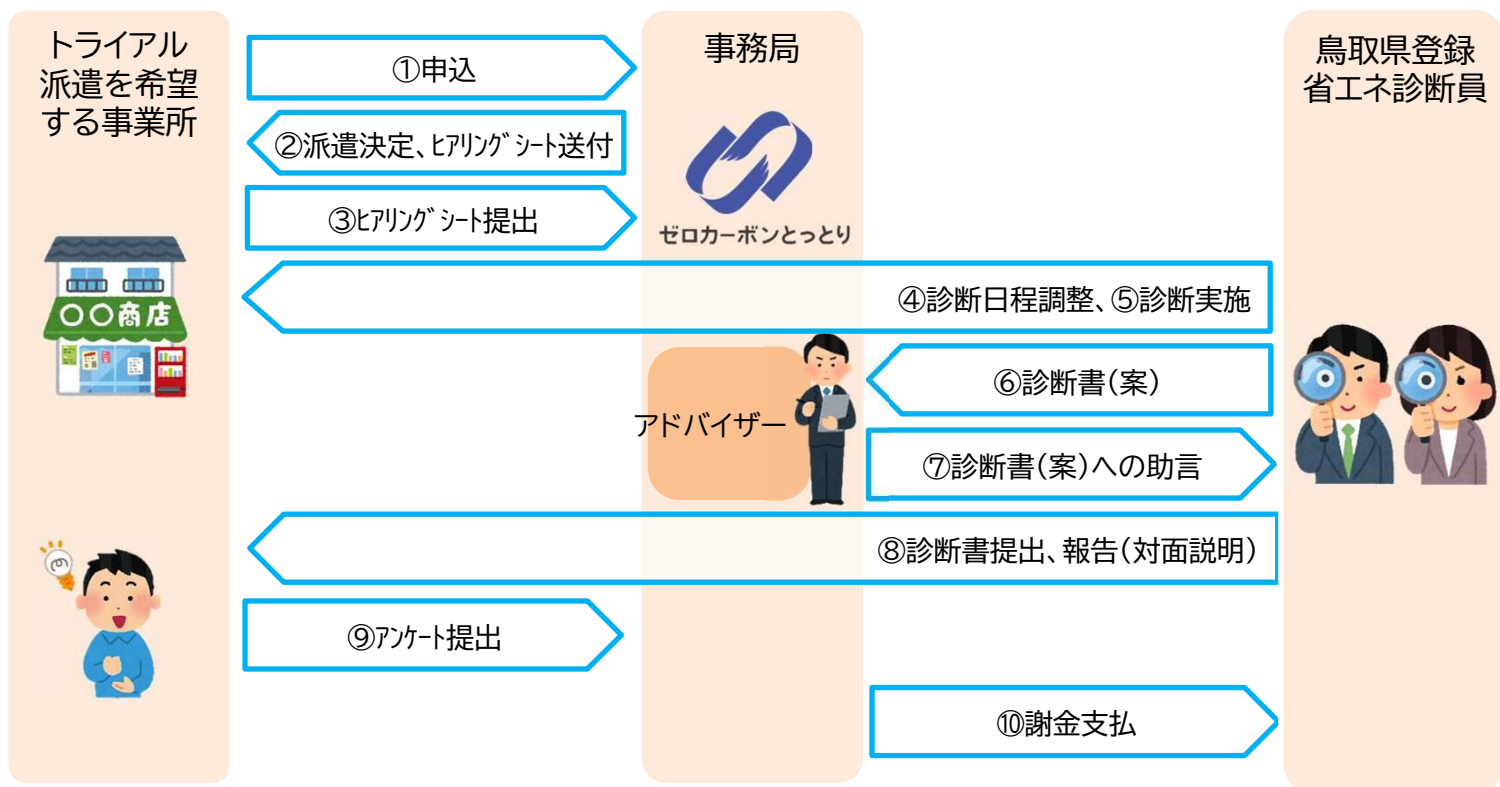 トライアル
派遣を希望
する事業所
事務局
鳥取県登録
省エネ診断員
①申込
②派遣決定、ﾋｱﾘﾝｸﾞｼｰﾄ送付
③ﾋｱﾘﾝｸﾞｼｰﾄ提出
ゼロカーボンとっとり
〇〇商店
④診断日程調整、⑤診断実施
⑥診断書(案)
アドバイザー
⑦診断書(案)への助言
⑧診断書提出、報告(対面説明)
⑨ｱﾝｹｰﾄ提出
⑩謝金支払